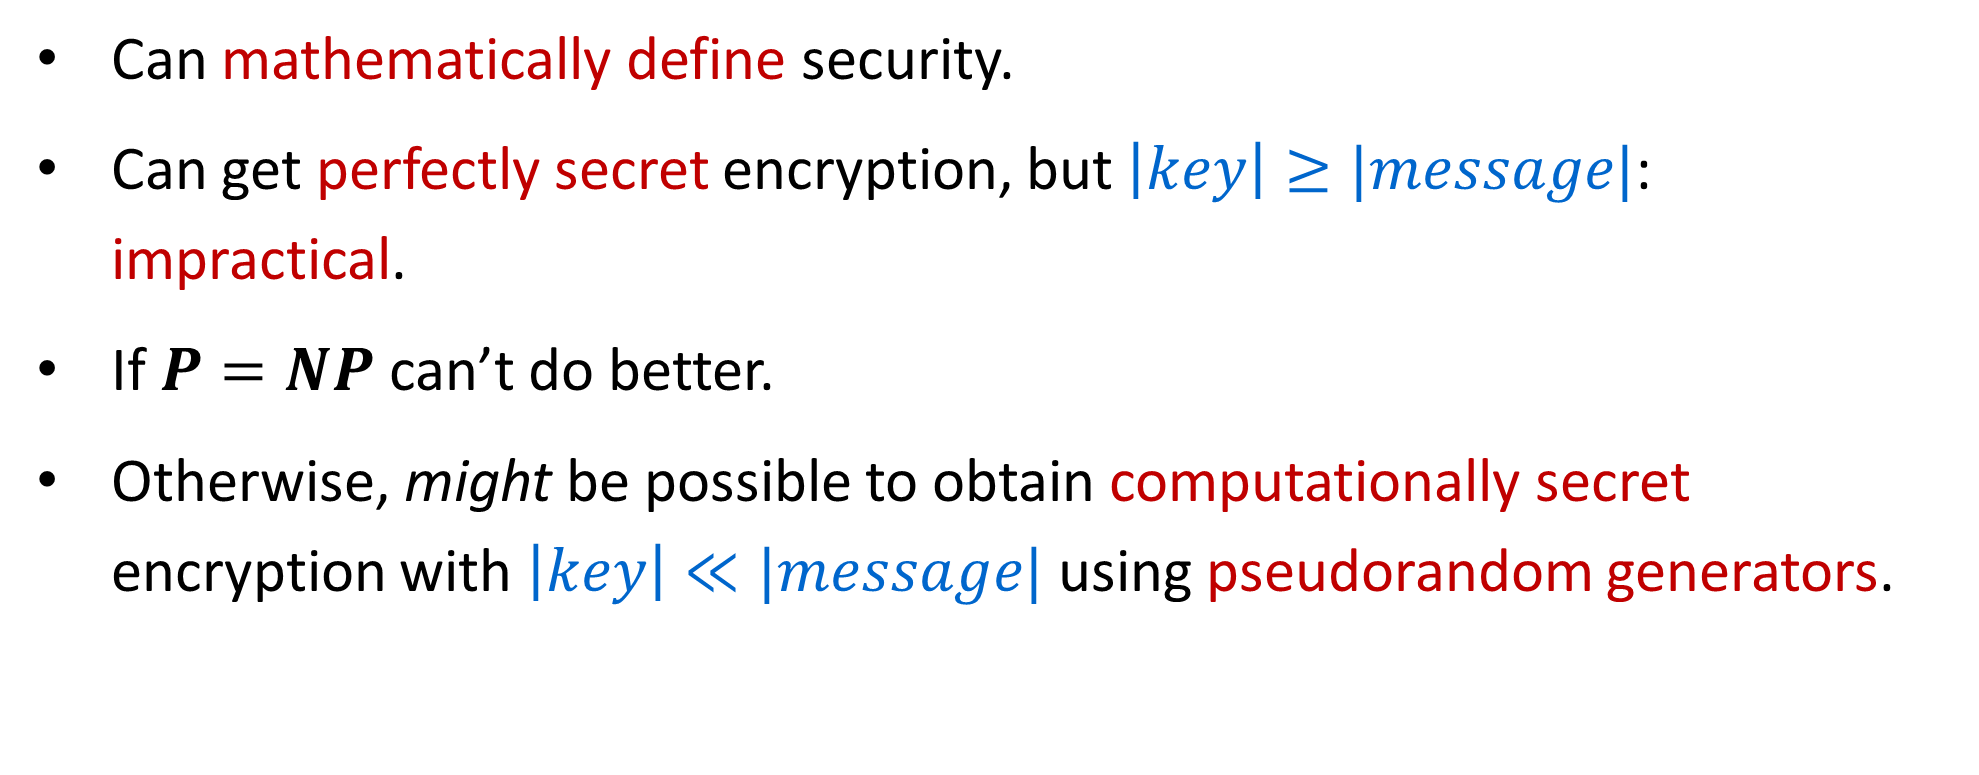 • Can mathematically define security.
• Can get perfectly secret encryption, but |key| ≥ |message|:
impractical.
• If P = NP can’t do better.
• Otherwise, might be possible to obtain computationally secret
encryption with |key| ≪ |message| using pseudorandom generators.